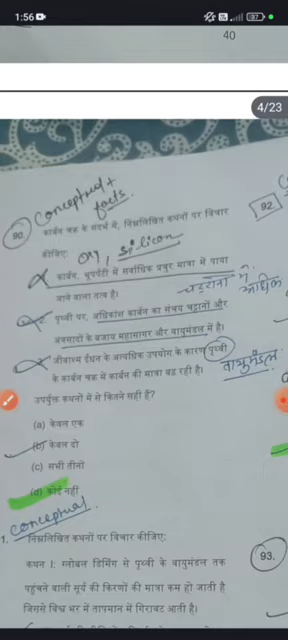 1:56
87
40
4/23
Conceptual +
facts
90.
92
कार्बन चक्र के संदर्भ में, निम्नलिखित कथनों पर विचार
कीजिए:
oxy, silicon
कार्बन, भूपर्पटी में सर्वाधिक प्रचुर मात्रा में पाया
जाने वाला तत्व है।
चट्टानों में
अधिक
पृथ्वी पर, अधिकांश कार्बन का संचय चट्टानों और
अवसादों के बजाय महासागर और वायुमंडल में है।
जीवाश्म ईंधन के अत्यधिक उपयोग के कारण पृथ्वी
के कार्बन चक्र में कार्बन की मात्रा बढ़ रही है।
वायुमंडल
उपर्युक्त कथनों में से कितने सही हैं?
(a) केवल एक
(b) केवल दो
(c) सभी तीनों
(d) कोई नहीं
Conceptual
1. निम्नलिखित कथनों पर विचार कीजिए:
93.
कथन I: ग्लोबल डिमिंग से पृथ्वी के वायुमंडल तक
पहुंचने वाली सूर्य की किरणों की मात्रा कम हो जाती है
जिससे विश्व भर में तापमान में गिरावट आती है।